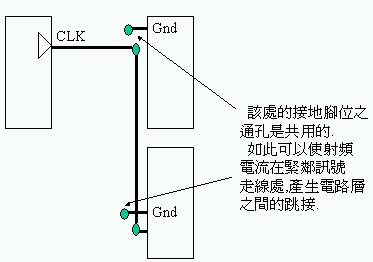 Gnd
CLK
該處的接地腳位之
通孔是共用的.
如此可以使射頻
電流在緊鄰訊號
走線處,產生電路層
之間的跳接.
Gnd